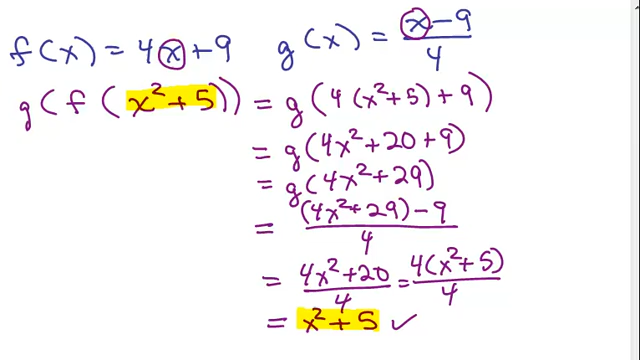 f(x) = 4x + 9    g(x) = (x - 9)/4
g(f(x² + 5)) = g(4(x² + 5) + 9)
= g(4x² + 20 + 9)
= g(4x² + 29)
= ((4x² + 29) - 9)/4
= (4x² + 20)/4 = 4(x² + 5)/4
= x² + 5 ✓